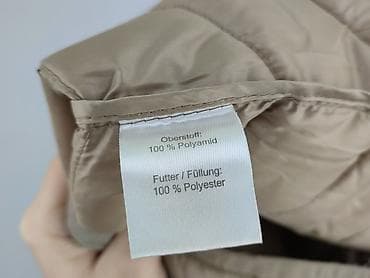 Oberstoff:
100 % Polyamid
Futter / Füllung:
100 % Polyester